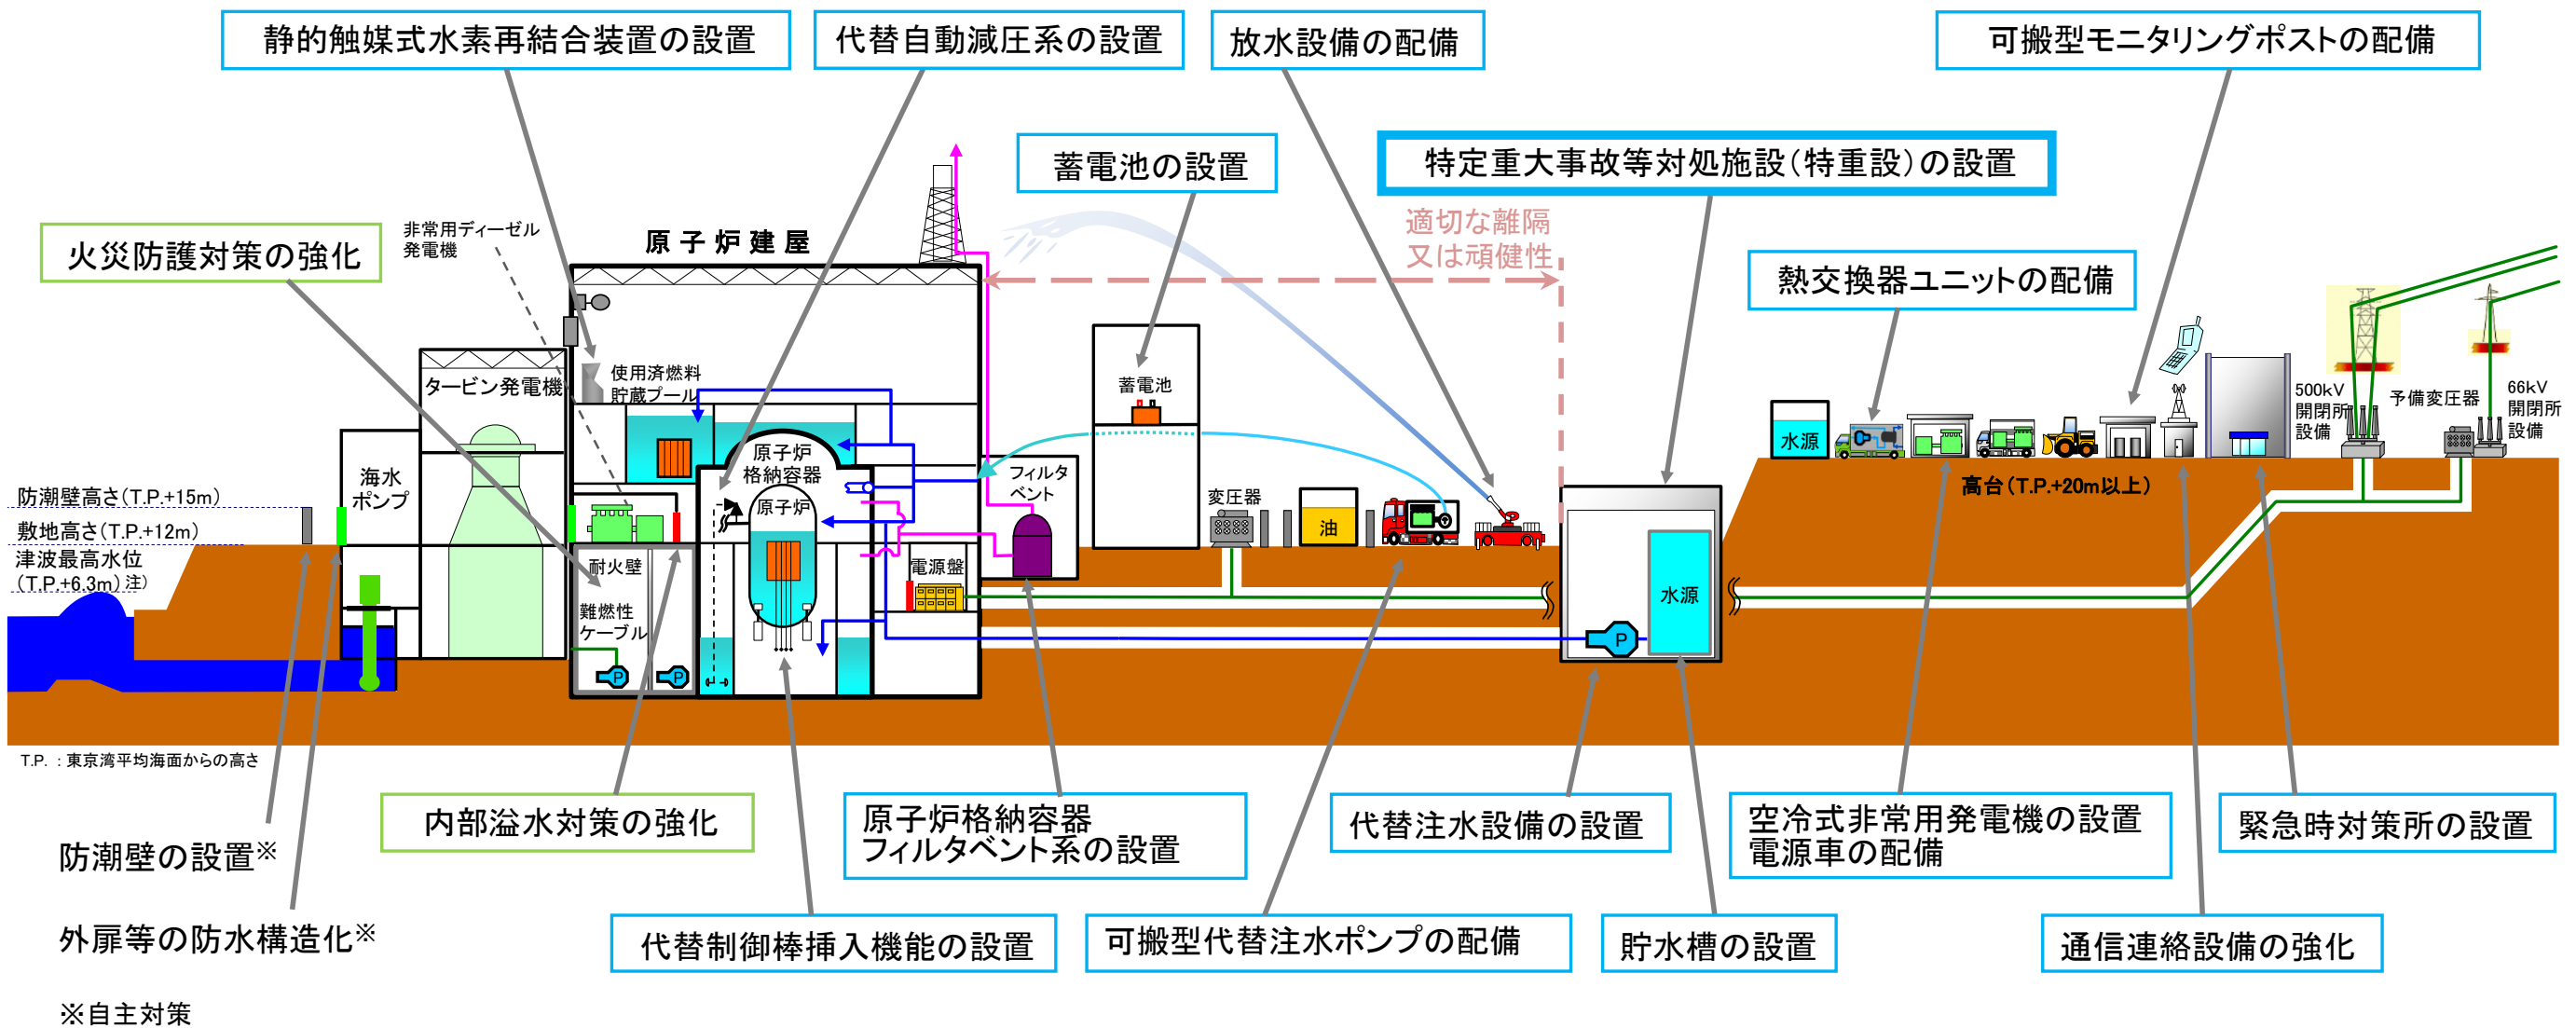 静的触媒式水素再結合装置の設置
代替自動減圧系の設置
放水設備の配備
可搬型モニタリングポストの配備
蓄電池の設置
特定重大事故等対処施設(特重設)の設置
火災防護対策の強化
非常用ディーゼル
発電機
原子炉建屋
適切な離隔
又は頑健性
熱交換器ユニットの配備
タービン発電機
使用済燃料
貯蔵プール
蓄電池
500kV
開閉所
設備
予備変圧器
66kV
開閉所
設備
海水
ポンプ
原子炉
格納容器
原子炉
フィルタ
ベント
変圧器
油
水源
高台(T.P.+20m以上)
防潮壁高さ(T.P.+15m)
敷地高さ(T.P.+12m)
津波最高水位
(T.P.+6.3m)注)
耐火壁
難燃性
ケーブル
電源盤
水源
P
P
P
T.P. :東京湾平均海面からの高さ
内部溢水対策の強化
原子炉格納容器
フィルタベント系の設置
代替注水設備の設置
空冷式非常用発電機の設置
電源車の配備
緊急時対策所の設置
防潮壁の設置※
外扉等の防水構造化※
代替制御棒挿入機能の設置
可搬型代替注水ポンプの配備
貯水槽の設置
通信連絡設備の強化
※自主対策